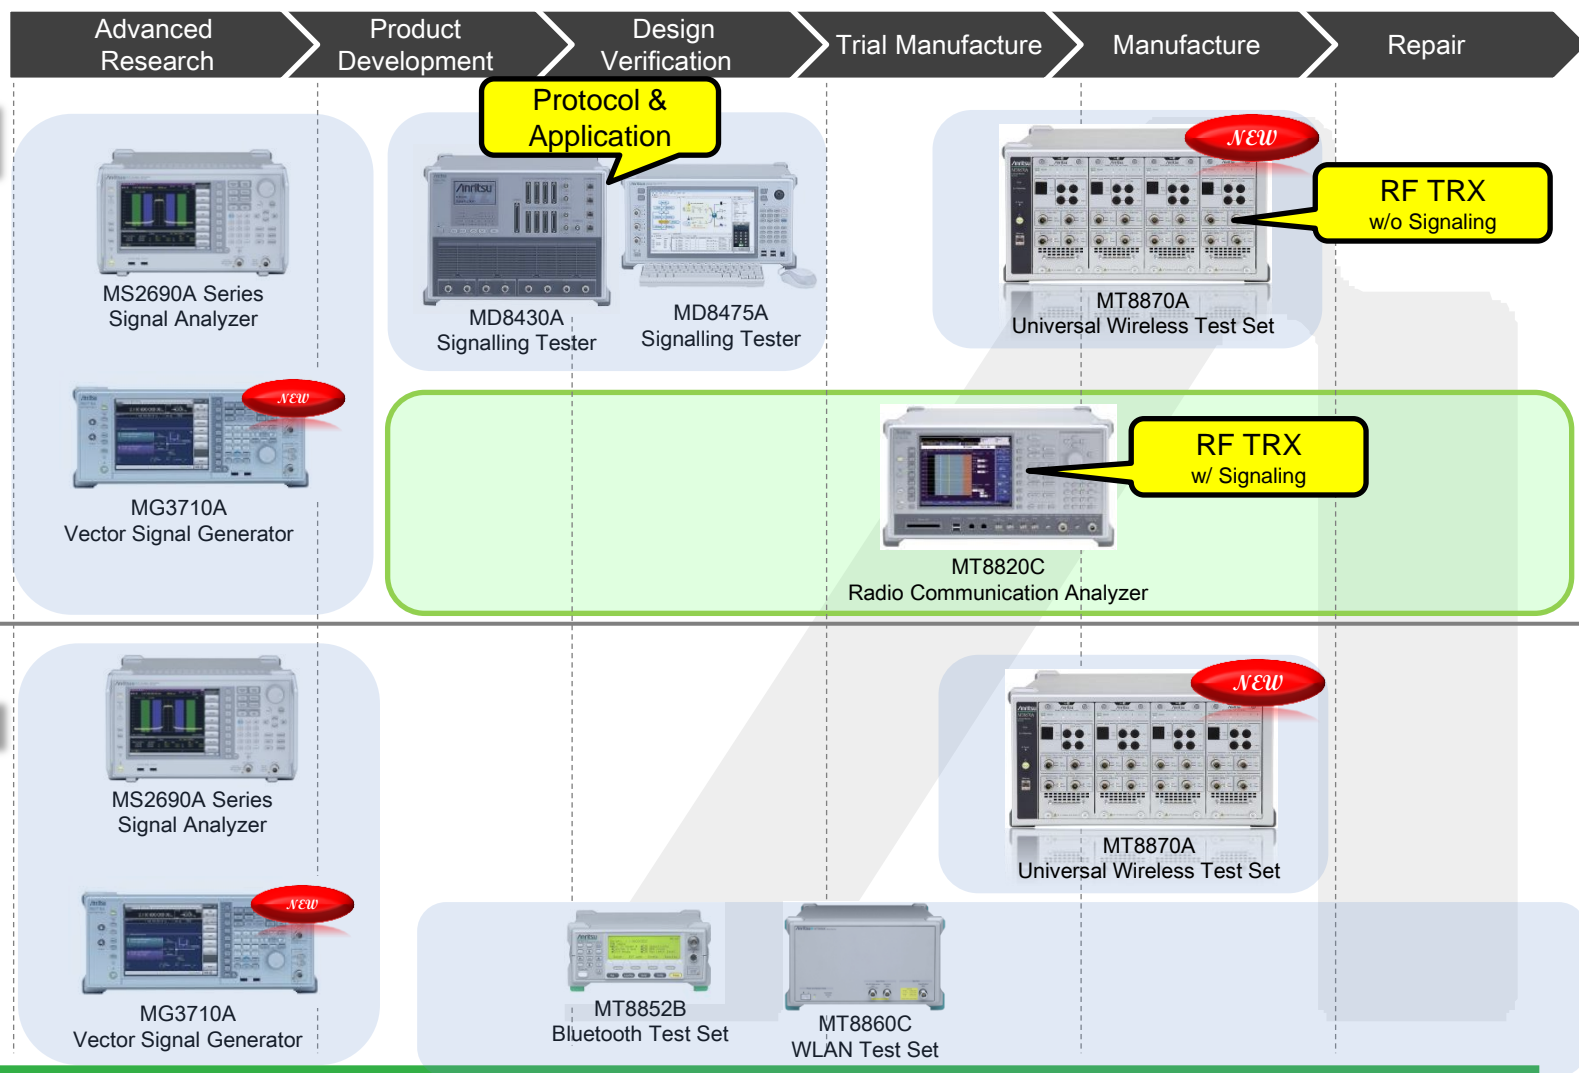 Advanced
Research
Product
Development
Design
Verification
Trial Manufacture
Manufacture
Repair
Protocol &
Application
NEW
RF TRX
w/o Signaling
Anritsu
MS2690A Series
Signal Analyzer
MD8430A
Signalling Tester
MD8475A
Signalling Tester
MT8870A
Universal Wireless Test Set
NEW
RF TRX
w/ Signaling
MG3710A
Vector Signal Generator
MT8820C
Radio Communication Analyzer
NEW
MS2690A Series
Signal Analyzer
MT8870A
Universal Wireless Test Set
NEW
MG3710A
Vector Signal Generator
MT8852B
Bluetooth Test Set
MT8860C
WLAN Test Set